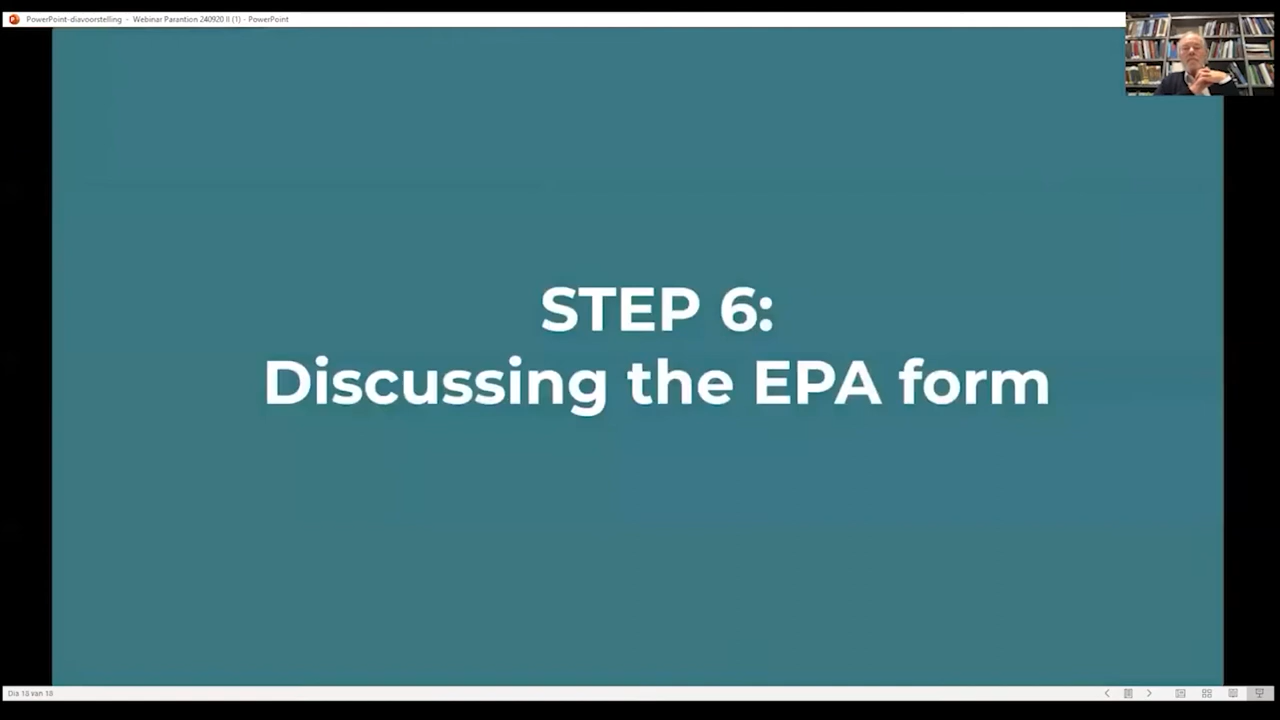 PowerPoint-diavoorstelling - Webinar Parantion 240920 II (1) - PowerPoint
STEP 6:
Discussing the EPA form
Dia 18 van 18